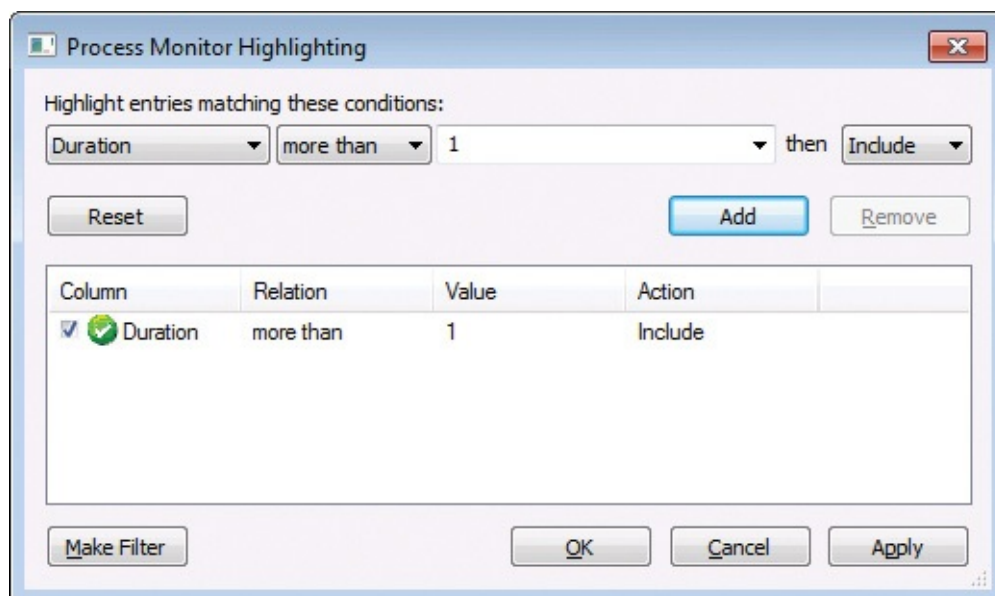 Process Monitor Highlighting
Highlight entries matching these conditions:
Duration more than 1 then Include
Reset Add Remove
Column Relation Value Action
Duration more than 1 Include
Make Filter OK Cancel Apply